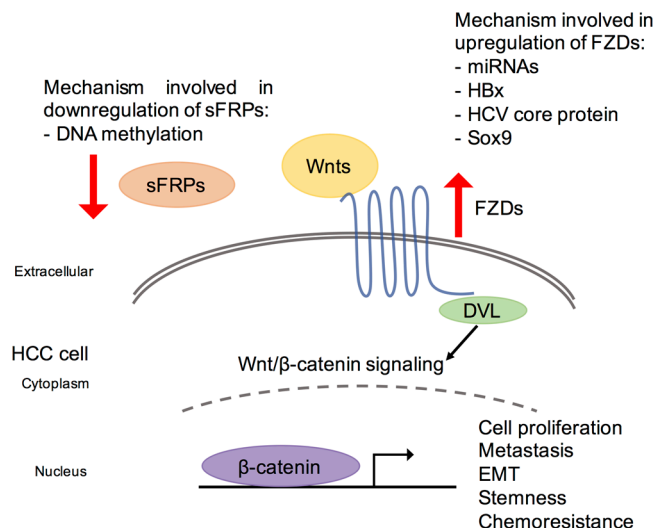 Mechanism involved in
upregulation of FZDs:
- miRNAs
- HBx
- HCV core protein
- Sox9
Mechanism involved in
downregulation of sFRPs:
- DNA methylation
Wnts
sFRPs
FZDs
Extracellular
DVL
HCC cell
Cytoplasm
Wnt/β-catenin signaling
Nucleus
β-catenin
Cell proliferation
Metastasis
EMT
Stemness
Chemoresistance